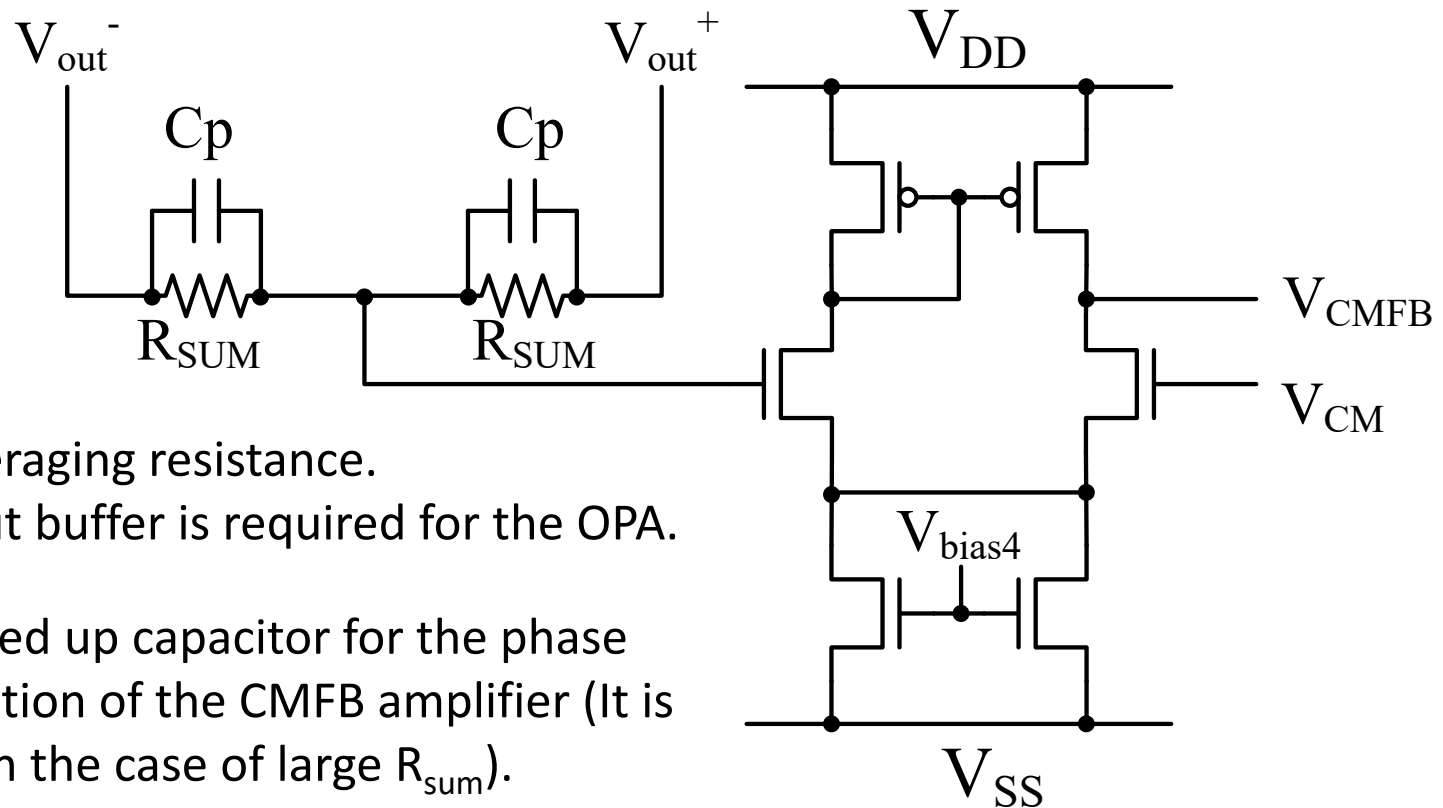 Vout-
Vout+
VDD
Cp
Cp
RSUM
RSUM
VCMFB
VCM
eraging resistance.
ut buffer is required for the OPA.
Vbias4
ed up capacitor for the phase
tion of the CMFB amplifier (It is
n the case of large Rsum).
VSS